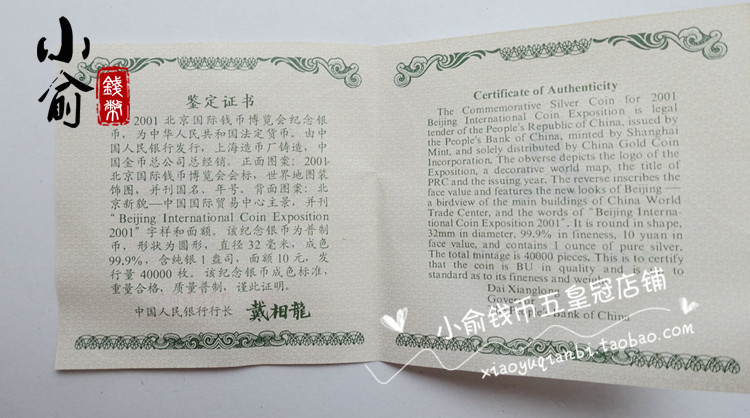 小俞
錢幣
鉴定证书
2001 北京国际钱币博览会纪念银
币，为中华人民共和国法定货币。由中
国人民银行发行，上海造币厂铸造，中
国金币总公司总经销。正面图案：2001
北京国际钱币博览会会标，世界地图装
饰图，并刊国名、年号。背面图案：北
京新貌—中国国际贸易中心主景，并刊
“Beijing International Coin Exposition
2001”字样和面额。该纪念银币为普制
币，形状为圆形，直径 32 毫米，成色
99.9%，含纯银 1 盎司，面额 10 元，发
行量 40000 枚。该纪念银币成色标准，
重量合格，质量普制，谨此证明。
中国人民银行行长 戴相龍
Certificate of Authenticity
The Commemorative Silver Coin for 2001
Beijing International Coin Exposition is legal
tender of the People's Republic of China, issued by
the People's Bank of China, minted by Shanghai
Mint, and solely distributed by China Gold Coin
Incorporation. The obverse depicts the logo of the
Exposition, a decorative world map, the title of
PRC and the issuing year. The reverse inscribes the
face value and features the new looks of Beijing —
a birdview of the main buildings of China World
Trade Center, and the words of "Beijing Interna-
tional Coin Exposition 2001". It is round in shape,
32mm in diameter, 99.9% in fineness, 10 yuan in
face value, and contains 1 ounce of pure silver.
The total mintage is 40000 pieces. This is to certify
that the coin is BU in quality and is up to
standard as to its fineness and weight.
Dai Xianglong
Governor
People's Bank of China
小俞钱币五皇冠店铺
xiaoyuqianbi.taobao.com